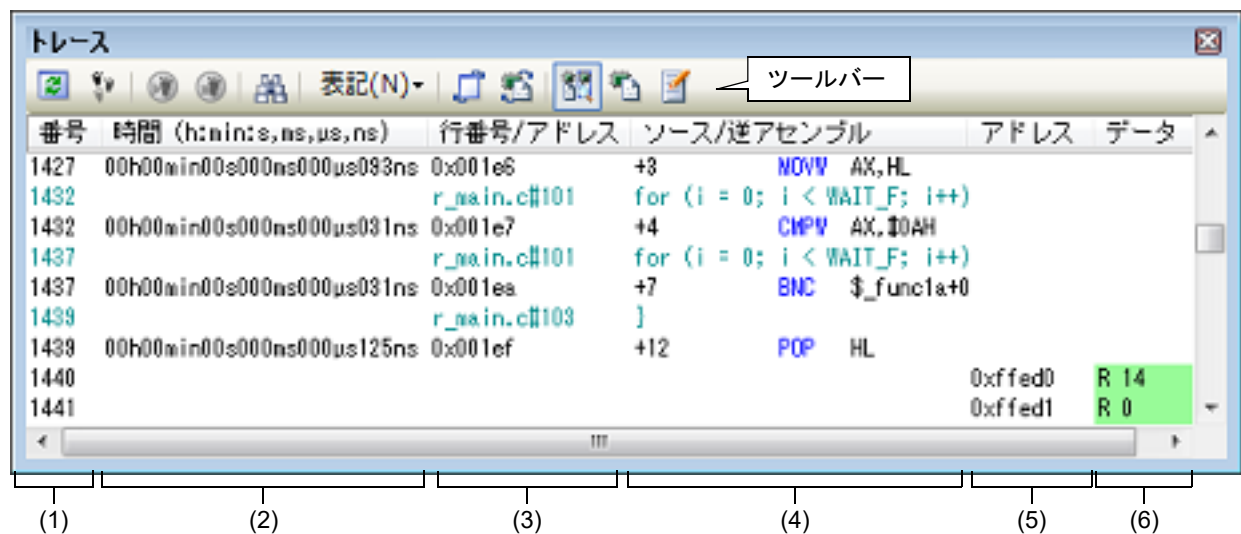 トレース
表記(N)
ツールバー
番号 時間 (h:min:s,ms,μs,ns) 行番号/アドレス ソース/逆アセンブル アドレス データ
1427 00h00min00s000ms000μs093ns 0x001e6 +3 MOVW AX,HL
1432 r_main.c#101 for (i = 0; i < WAIT_F; i++)
1432 00h00min00s000ms000μs031ns 0x001e7 +4 CMPW AX,#0AH
1437 r_main.c#101 for (i = 0; i < WAIT_F; i++)
1437 00h00min00s000ms000μs031ns 0x001ea +7 BNC $_func1a+0
1439 r_main.c#103 }
1439 00h00min00s000ms000μs125ns 0x001ef +12 POP HL
1440 0xffed0 R 14
1441 0xffed1 R 0
(1) (2) (3) (4) (5) (6)